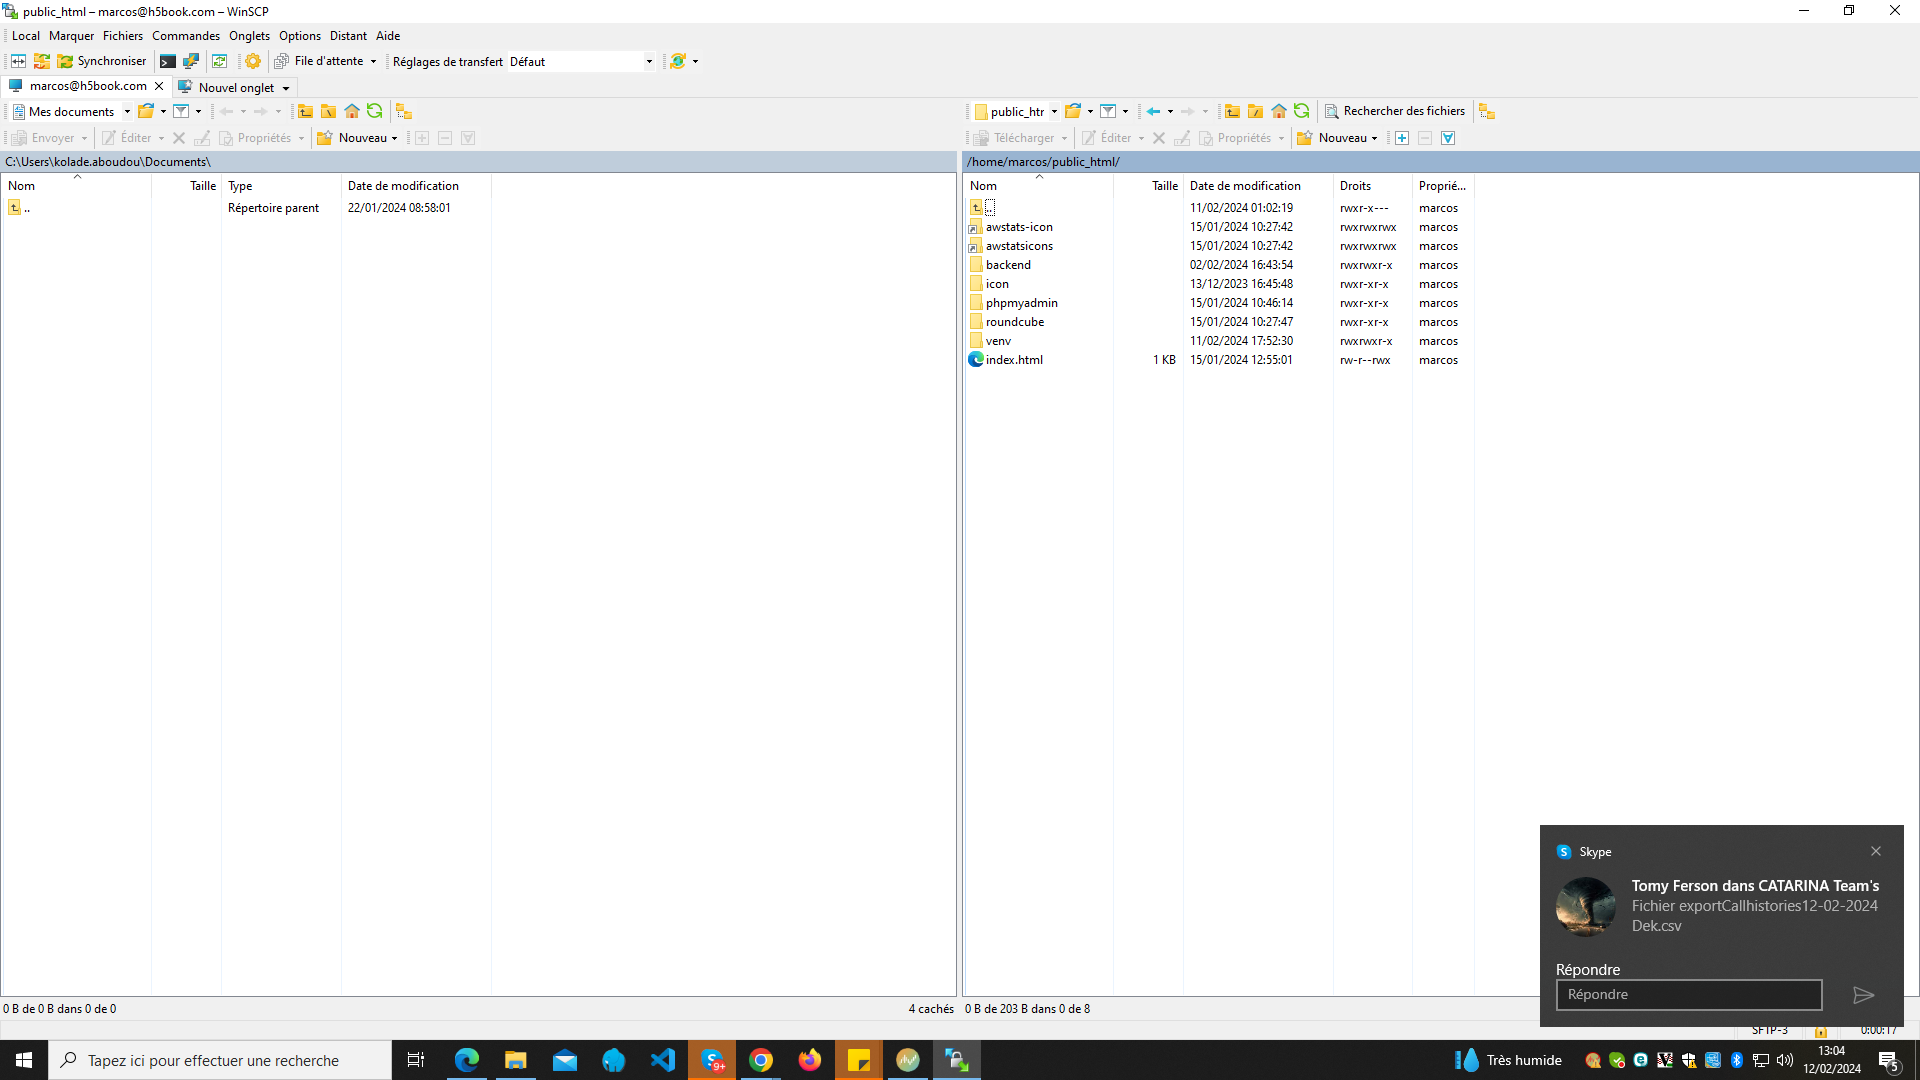 public_html – marcos@h5book.com – WinSCP
Local Marquer Fichiers Commandes Onglets Options Distant Aide
Synchroniser File d'attente Réglages de transfert Défaut
marcos@h5book.com Nouvel onglet
Mes documents
Envoyer Éditer Propriétés Nouveau
C:\Users\kolade.aboudou\Documents\
Nom Taille Type Date de modification
.. Répertoire parent 22/01/2024 08:58:01
0 B de 0 B dans 0 de 0 4 cachés
public_htr Rechercher des fichiers
Télécharger Éditer Propriétés Nouveau
/home/marcos/public_html/
Nom Taille Date de modification Droits Proprié...
.. 11/02/2024 01:02:19 rwxr-x--- marcos
awstats-icon 15/01/2024 10:27:42 rwxrwxrwx marcos
awstatsicons 15/01/2024 10:27:42 rwxrwxrwx marcos
backend 02/02/2024 16:43:54 rwxrwxr-x marcos
icon 13/12/2023 16:45:48 rwxr-xr-x marcos
phpmyadmin 15/01/2024 10:46:14 rwxr-xr-x marcos
roundcube 15/01/2024 10:27:47 rwxr-xr-x marcos
venv 11/02/2024 17:52:30 rwxrwxr-x marcos
index.html 1 KB 15/01/2024 12:55:01 rw-r--rwx marcos
0 B de 203 B dans 0 de 8
Skype
Tomy Ferson dans CATARINA Team's
Fichier exportCallhistories12-02-2024
Dek.csv
Répondre
Répondre
SFTP-3 0:00:17
Tapez ici pour effectuer une recherche
9+
Très humide
13:04
12/02/2024
5